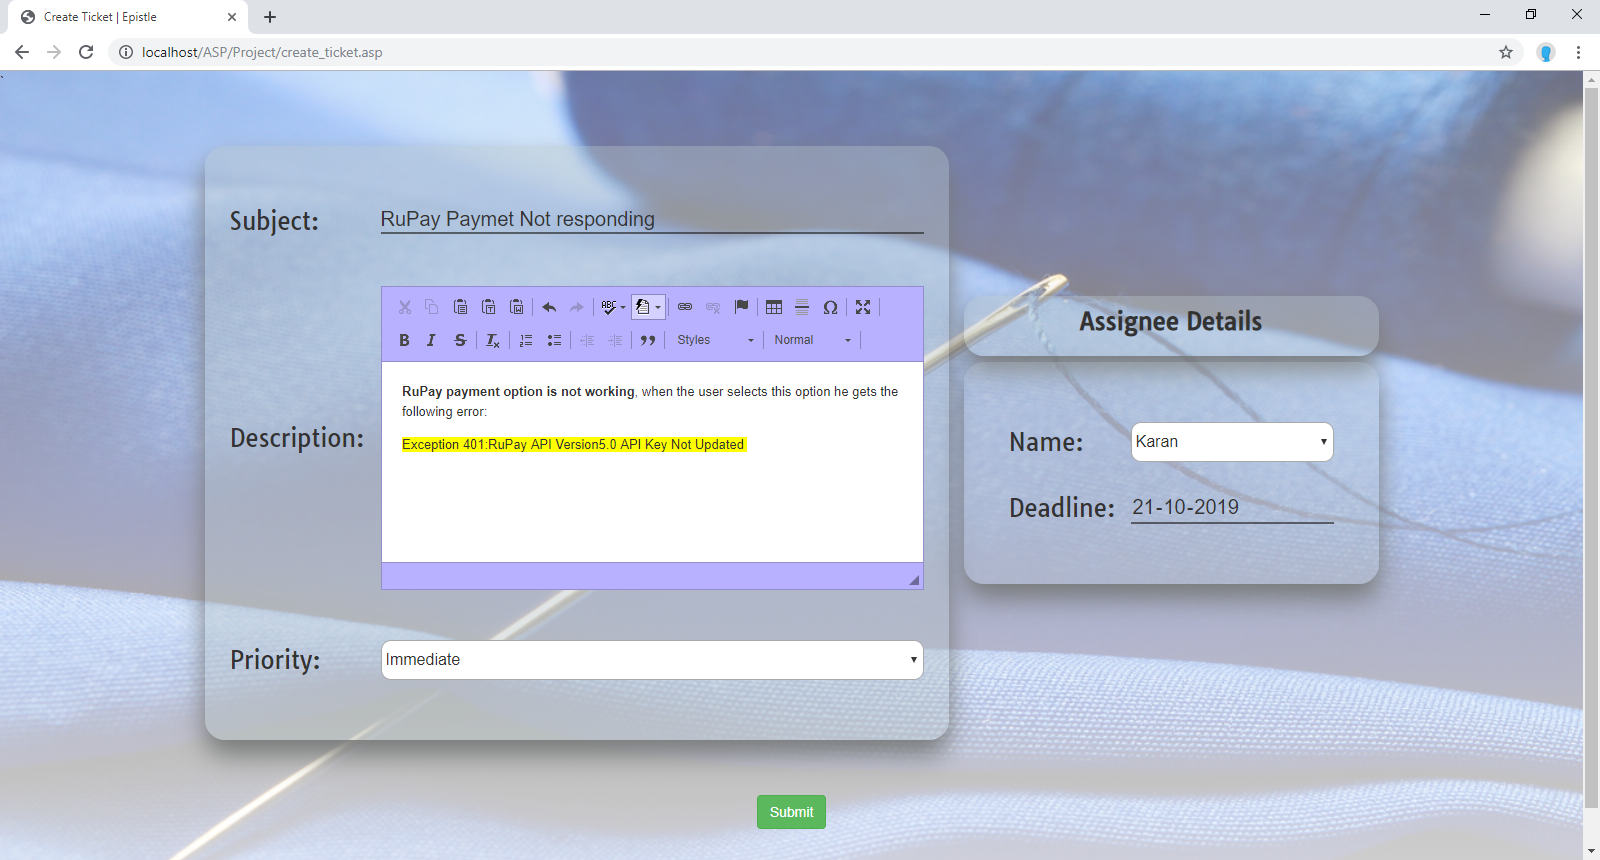 Create Ticket | Epistle
localhost/ASP/Project/create_ticket.asp
`
Subject:
RuPay Paymet Not responding
ABC
Styles
Normal
Description:
RuPay payment option is not working, when the user selects this option he gets the
following error:
Exception 401:RuPay API Version5.0 API Key Not Updated
Priority:
Immediate
Assignee Details
Name:
Karan
Deadline:
21-10-2019
Submit